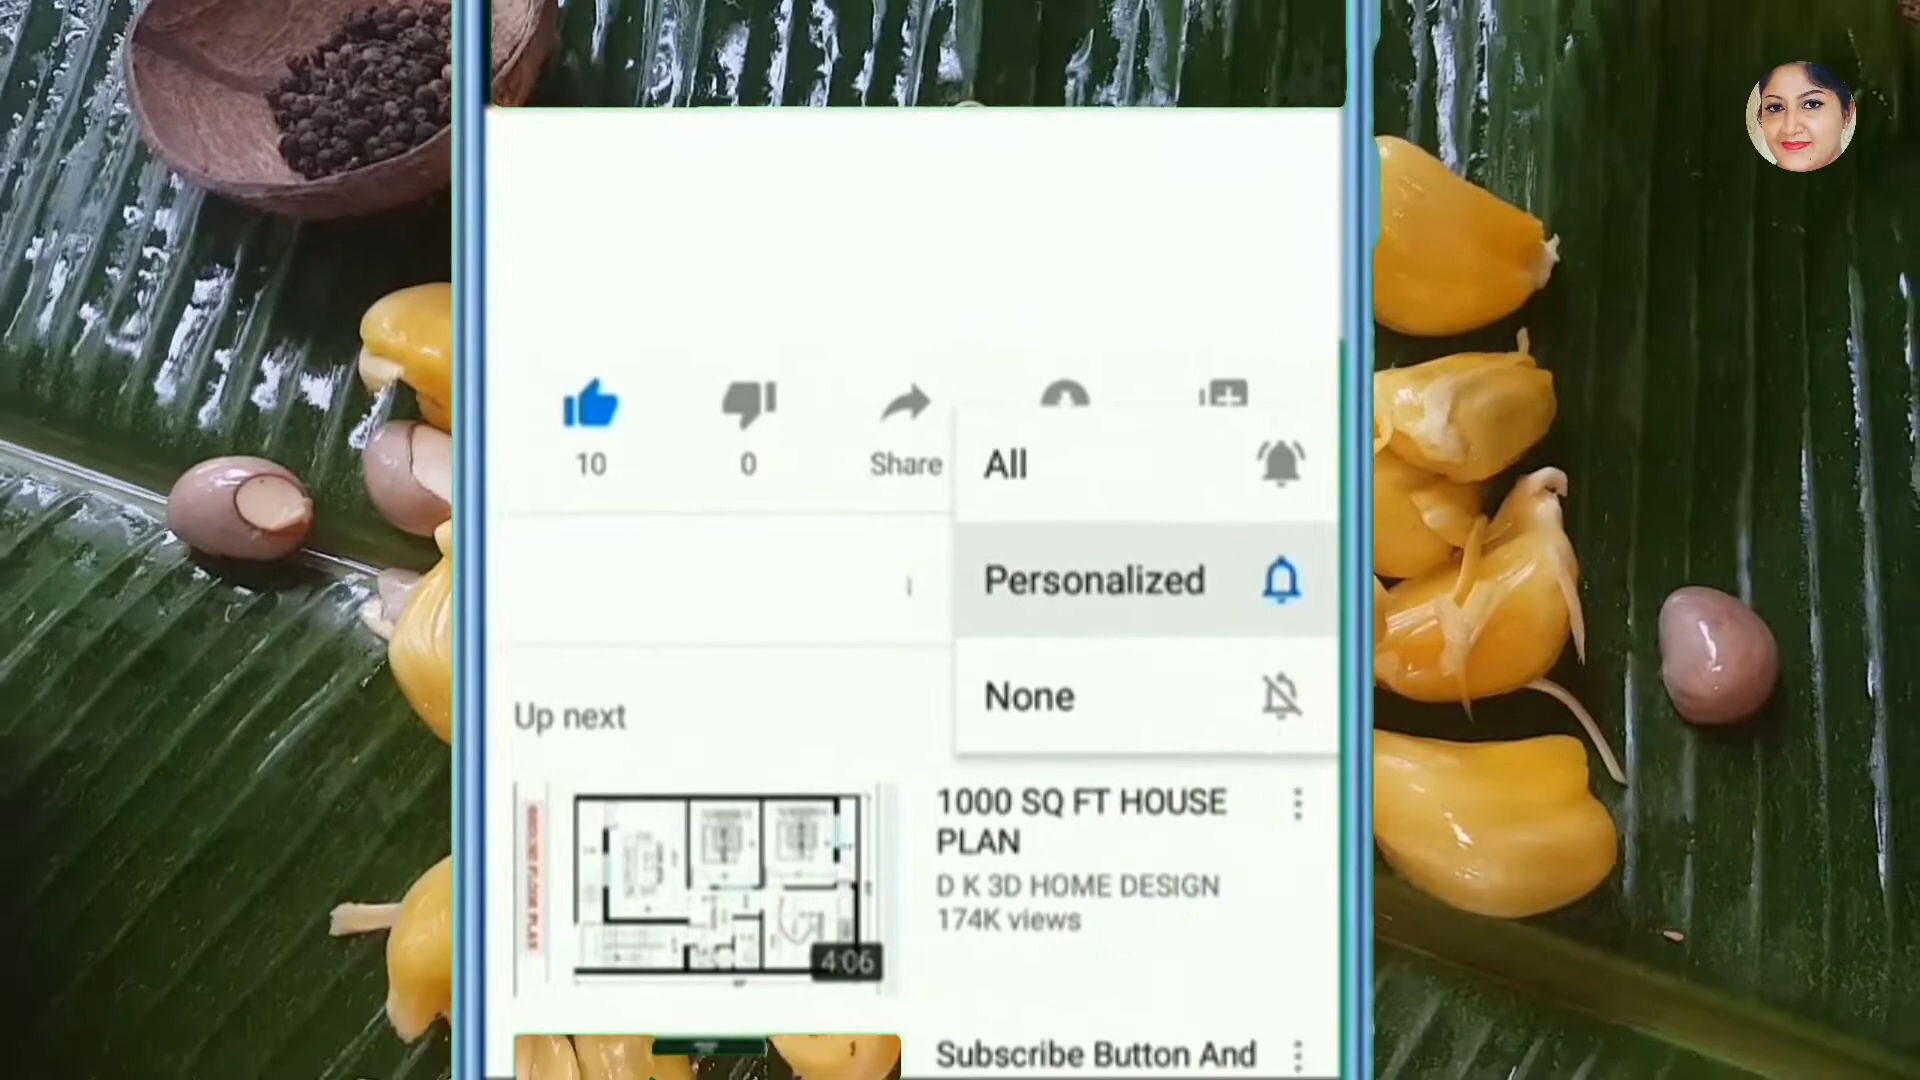 10
0
Share
All
Personalized
None
Up next
1000 SQ FT HOUSE
PLAN
D K 3D HOME DESIGN
174K views
4:06
Subscribe Button And